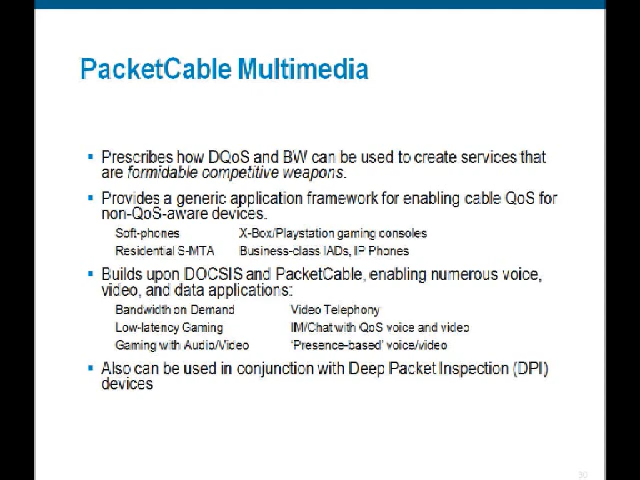 PacketCable Multimedia
▪ Prescribes how DQoS and BW can be used to create services that
are formidable competitive weapons.
▪ Provides a generic application framework for enabling cable QoS for
non-QoS-aware devices.
Soft-phones X-Box/Playstation gaming consoles
Residential S-MTA Business-class IADs, IP Phones
▪ Builds upon DOCSIS and PacketCable, enabling numerous voice,
video, and data applications:
Bandwidth on Demand Video Telephony
Low-latency Gaming IM/Chat with QoS voice and video
Gaming with Audio/Video 'Presence-based' voice/video
▪ Also can be used in conjunction with Deep Packet Inspection (DPI)
devices